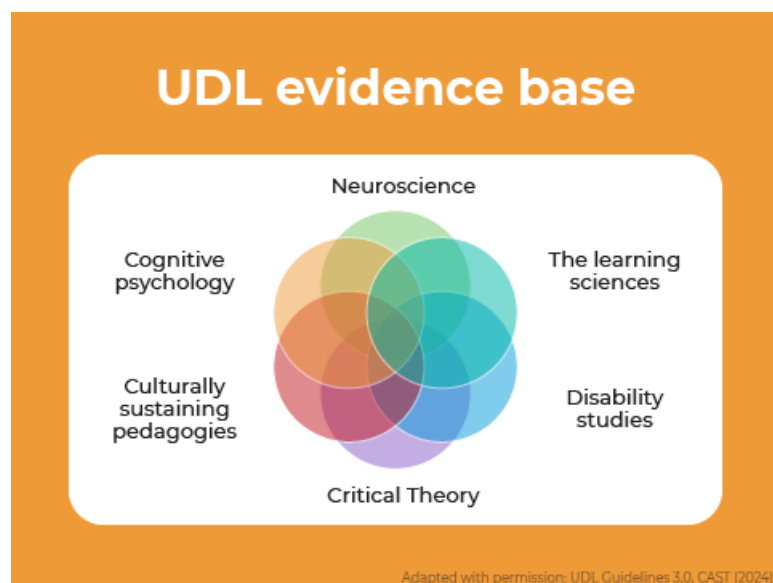 UDL evidence base
Neuroscience
Cognitive
psychology
The learning
sciences
Culturally
sustaining
pedagogies
Disability
studies
Critical Theory
Adapted with permission: UDL Guidelines 3.0, CAST (2024)